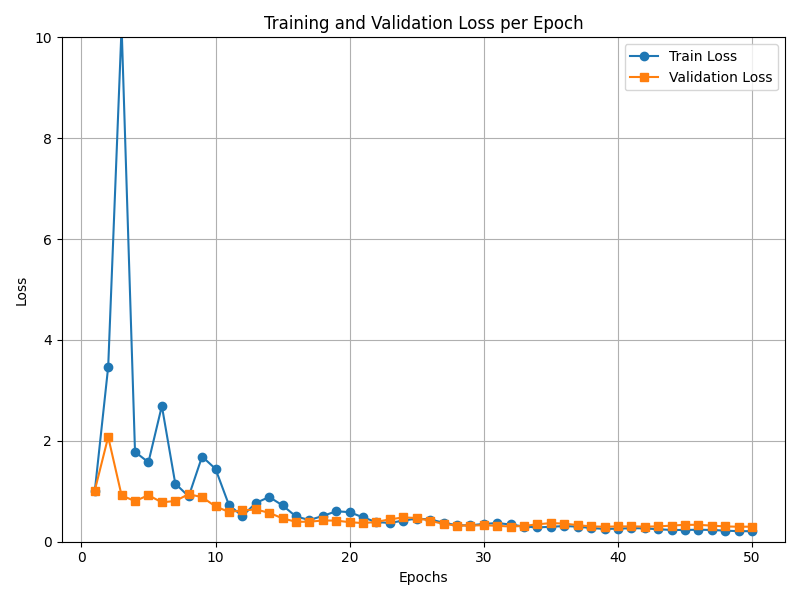 Training and Validation Loss per Epoch
10
8
6
4
2
0
Loss
Train Loss
Validation Loss
0 10 20 30 40 50
Epochs